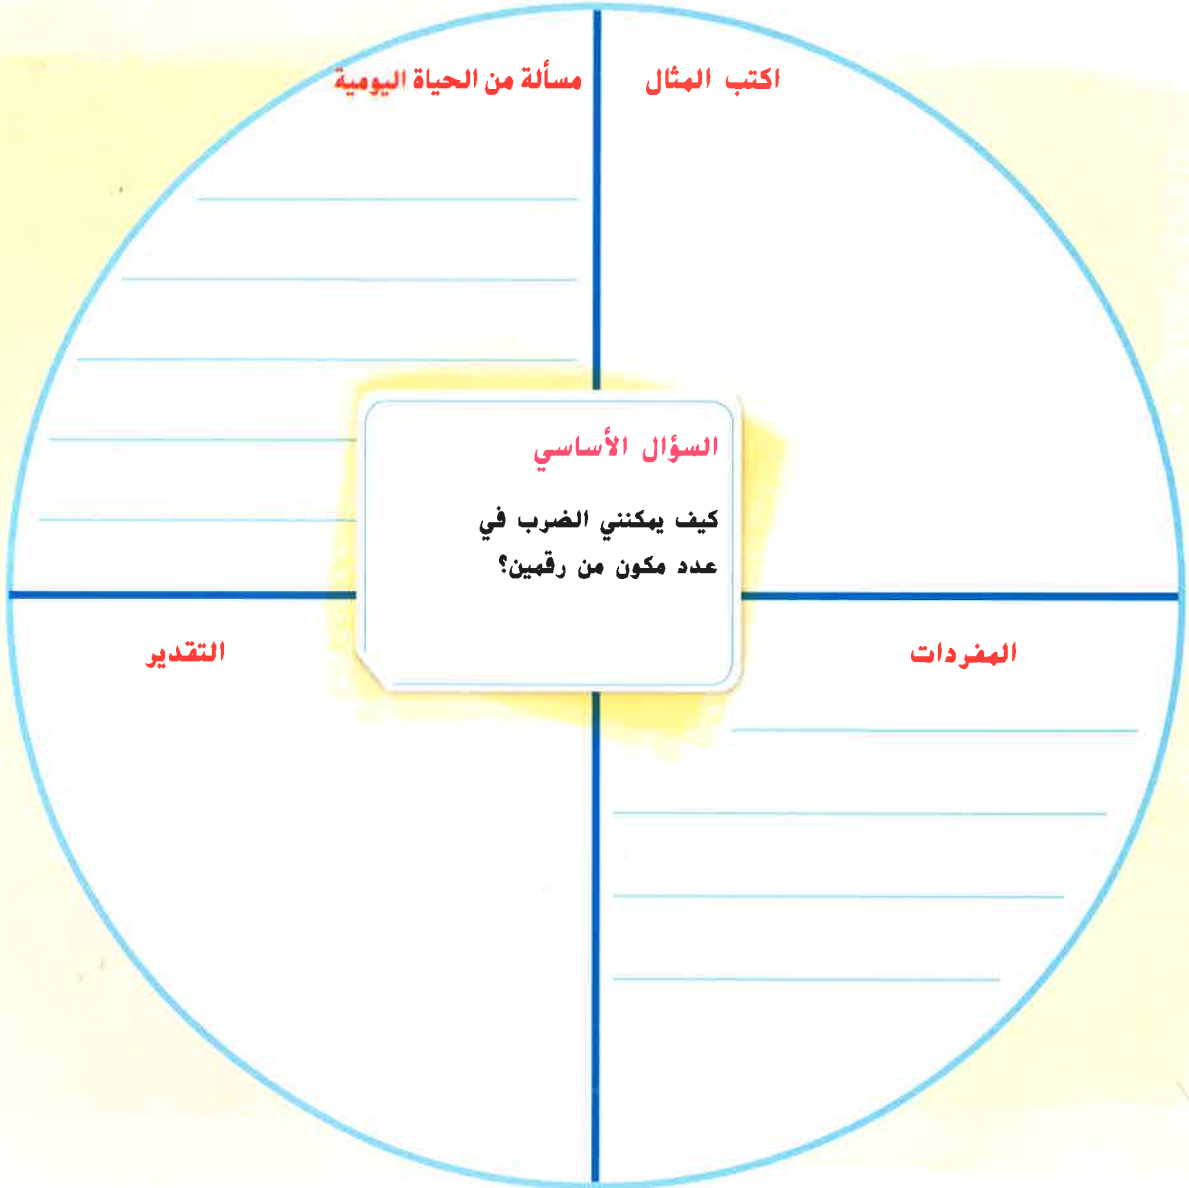 اكتب المثال
مسألة من الحياة اليومية
السؤال الأساسي
كيف يمكنني الضرب في
عدد مكون من رقمين؟
المفردات
التقدير